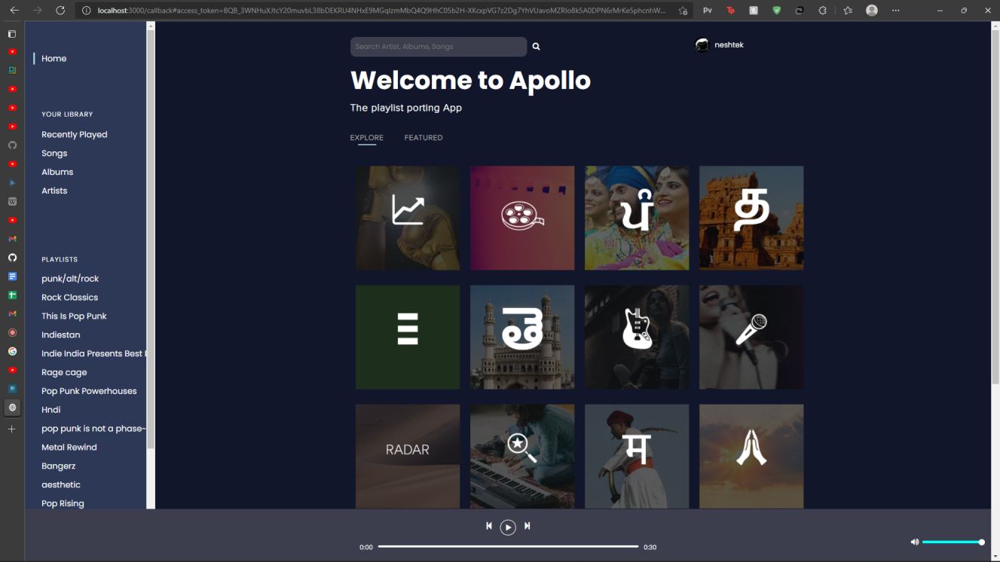 localhost:3000/callback#access_token=BQB_3WNHuXJtcY20muvbL38bDEKRU4NHxE9MGqIzmMbQ4Q9HhC05b2H-XKcxpVG7z2Dg7YhVUavoMZRIo8k5A0DPN6rMrKe5phcnhW...
Home
Search Artist, Albums, Songs
neshtek
Welcome to Apollo
The playlist porting App
EXPLORE FEATURED
YOUR LIBRARY
Recently Played
Songs
Albums
Artists
PLAYLISTS
punk/alt/rock
Rock Classics
This Is Pop Punk
Indiestan
Indie India Presents Best
Rage cage
Pop Punk Powerhouses
Hndi
pop punk is not a phase~
Metal Rewind
Bangerz
aesthetic
Pop Rising
ਪੰ த
తె
RADAR म
0:00 0:30